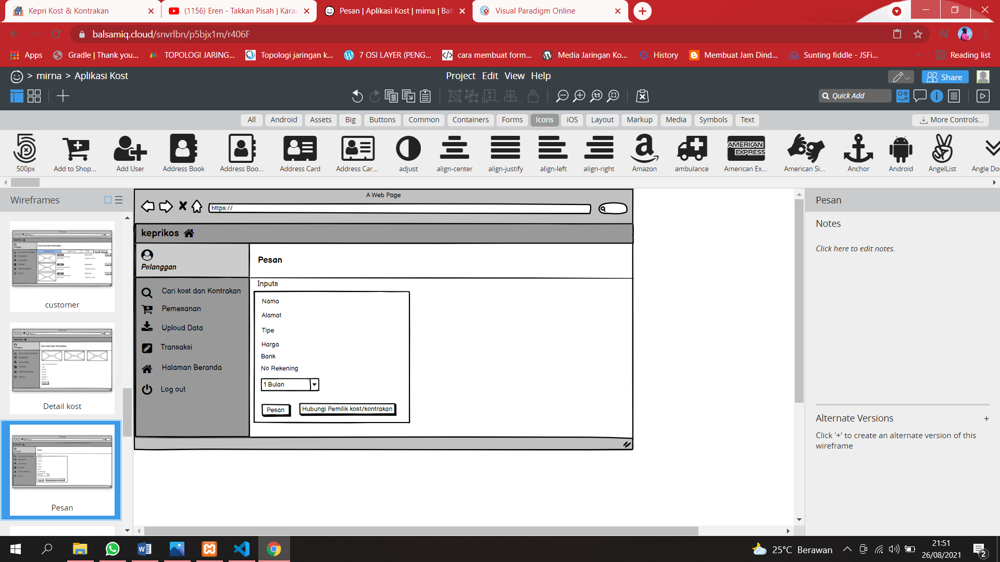 Kepri Kost & Kontrakan
(1156) Eren - Takkan Pisah | Karao
Pesan | Aplikasi Kost | mirna | Bal
Visual Paradigm Online
balsamiq.cloud/snvrlbn/p5bjx1m/r406F
Apps
Gradle | Thank you...
TOPOLOGI JARING...
Topologi jaringan k...
7 OSI LAYER (PENG...
cara membuat form...
Media Jaringan Ko...
History
Membuat Jam Dind...
Sunting fiddle - JSFi...
»
Reading list
> mirna > Aplikasi Kost
Project Edit View Help
Share
1:1
Quick Add
All
Android
Assets
Big
Buttons
Common
Containers
Forms
Icons
iOS
Layout
Markup
Media
Symbols
Text
More Controls...
AMERICAN EXPRESS
500px
Add to Shop...
Add User
Address Book
Address Boo...
Address Card
Address Car...
adjust
align-center
align-justify
align-left
align-right
Amazon
ambulance
American Ex...
American Si...
Anchor
Android
AngelList
Angle Dou
Wireframes
customer
Detail kost
Pesan
A Web Page
https://
keprikos
Pelanggan
Pesan
Cari kost dan Kontrakan
Pemesanan
Uploud Data
Transaksi
Halaman Beranda
Log out
Inputs
Nama
Alamat
Tipe
Harga
Bank
No Rekening
1 Bulan
Pesan
Hubungi Pemilik kost/kontrakan
Pesan
Notes
Click here to edit notes.
Alternate Versions +
Click '+' to create an alternate version of this
wireframe
25°C Berawan
21:51
26/08/2021
2